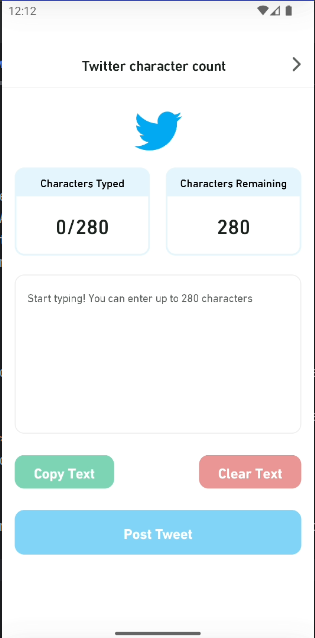 12:12
Twitter character count
Characters Typed
Characters Remaining
0/280
280
Start typing! You can enter up to 280 characters
Copy Text
Clear Text
Post Tweet